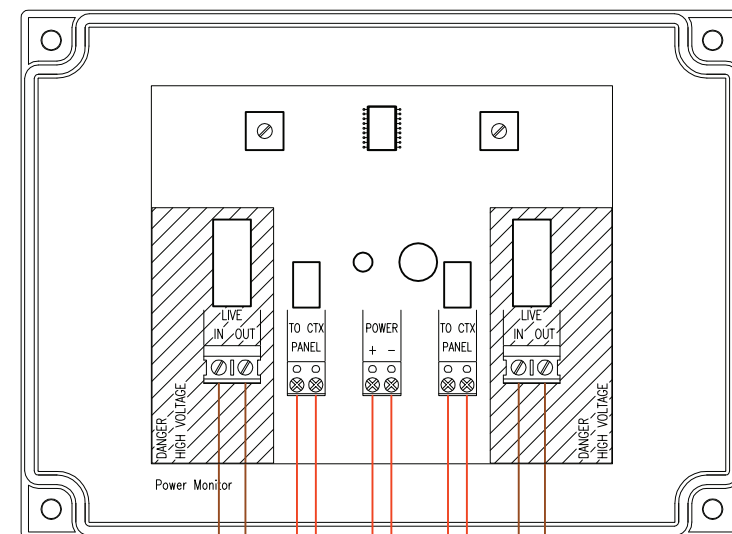 LIVE
IN OUT
TO CTX
PANEL
POWER
+ -
TO CTX
PANEL
LIVE
IN OUT
DANGER
HIGH VOLTAGE
DANGER
HIGH VOLTAGE
Power Monitor